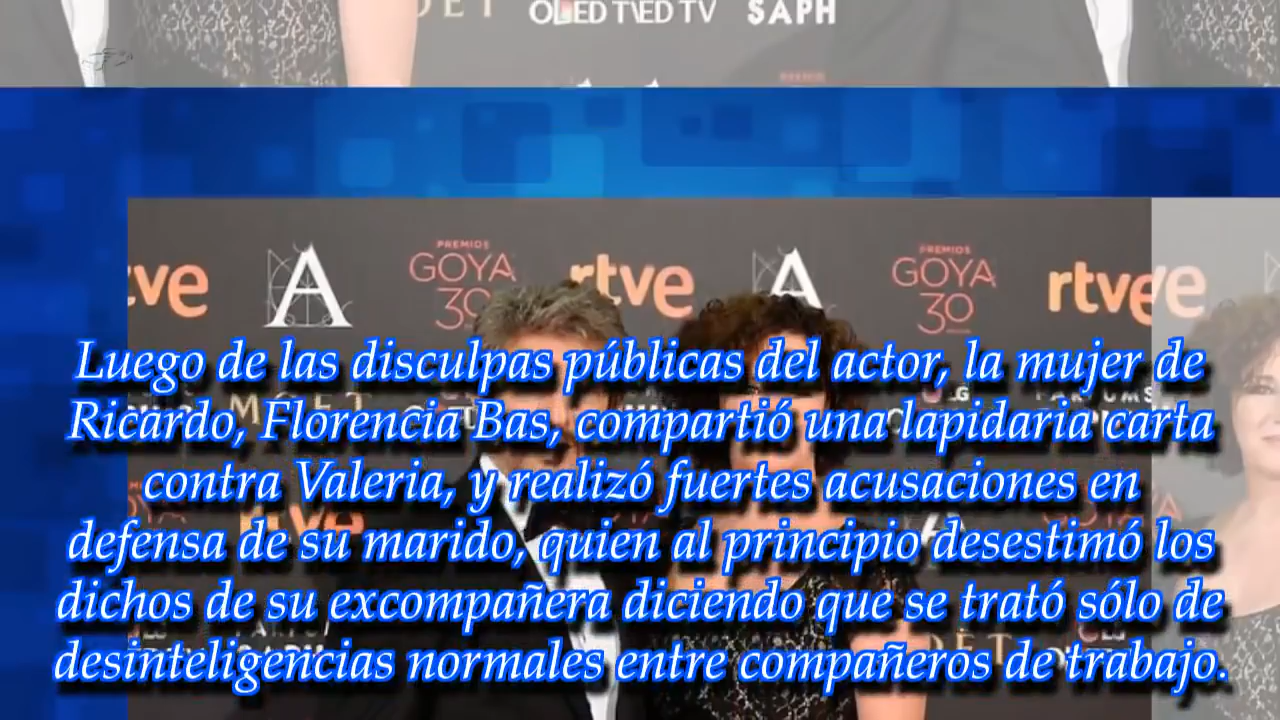 OLED TV ED TV SAPH
rtve
PREMIOS
GOYA
30
rtve
A
PREMIOS
GOYA
30
rtve
Luego de las disculpas públicas del actor, la mujer de
Ricardo, Florencia Bas, compartió una lapidaria carta
contra Valeria, y realizó fuertes acusaciones en
defensa de su marido, quien al principio desestimó los
dichos de su excompañera diciendo que se trató sólo de
desinteligencias normales entre compañeros de trabajo.